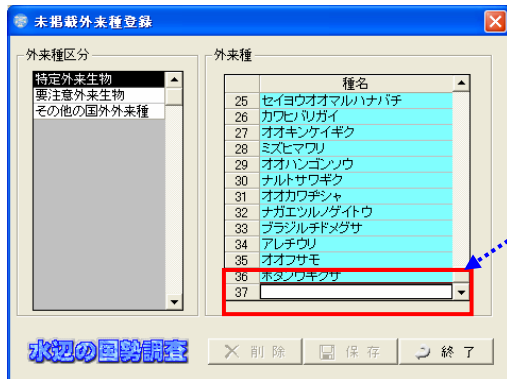 未掲載外来種登録
外来種区分
特定外来生物
要注意外来生物
その他の国外外来種
外来種
種名
25 セイヨウオオマルハナバチ
26 カワヒバリガイ
27 オオキンケイギク
28 ミズヒマワリ
29 オオハンゴンソウ
30 ナルトサワギク
31 オオカワヂシャ
32 ナガエツルノゲイトウ
33 ブラジルチドメグサ
34 アレチウリ
35 オオフサモ
36 ボタンウキクサ
37
水辺の国勢調査
削除
保存
終了